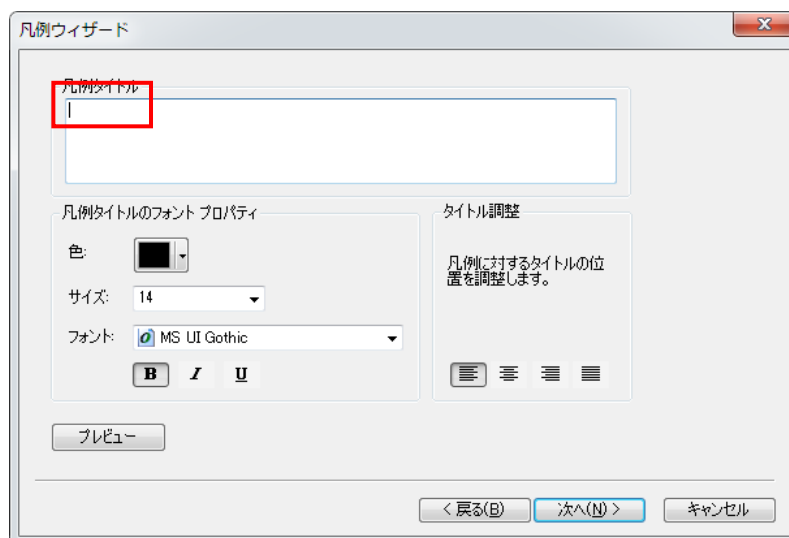 凡例ウィザード
凡例タイトル
凡例タイトルのフォント プロパティ
色:
サイズ: 14
フォント: MS UI Gothic
B I U
タイトル調整
凡例に対するタイトルの位
置を調整します。
プレビュー
< 戻る(B) 次へ(N) > キャンセル